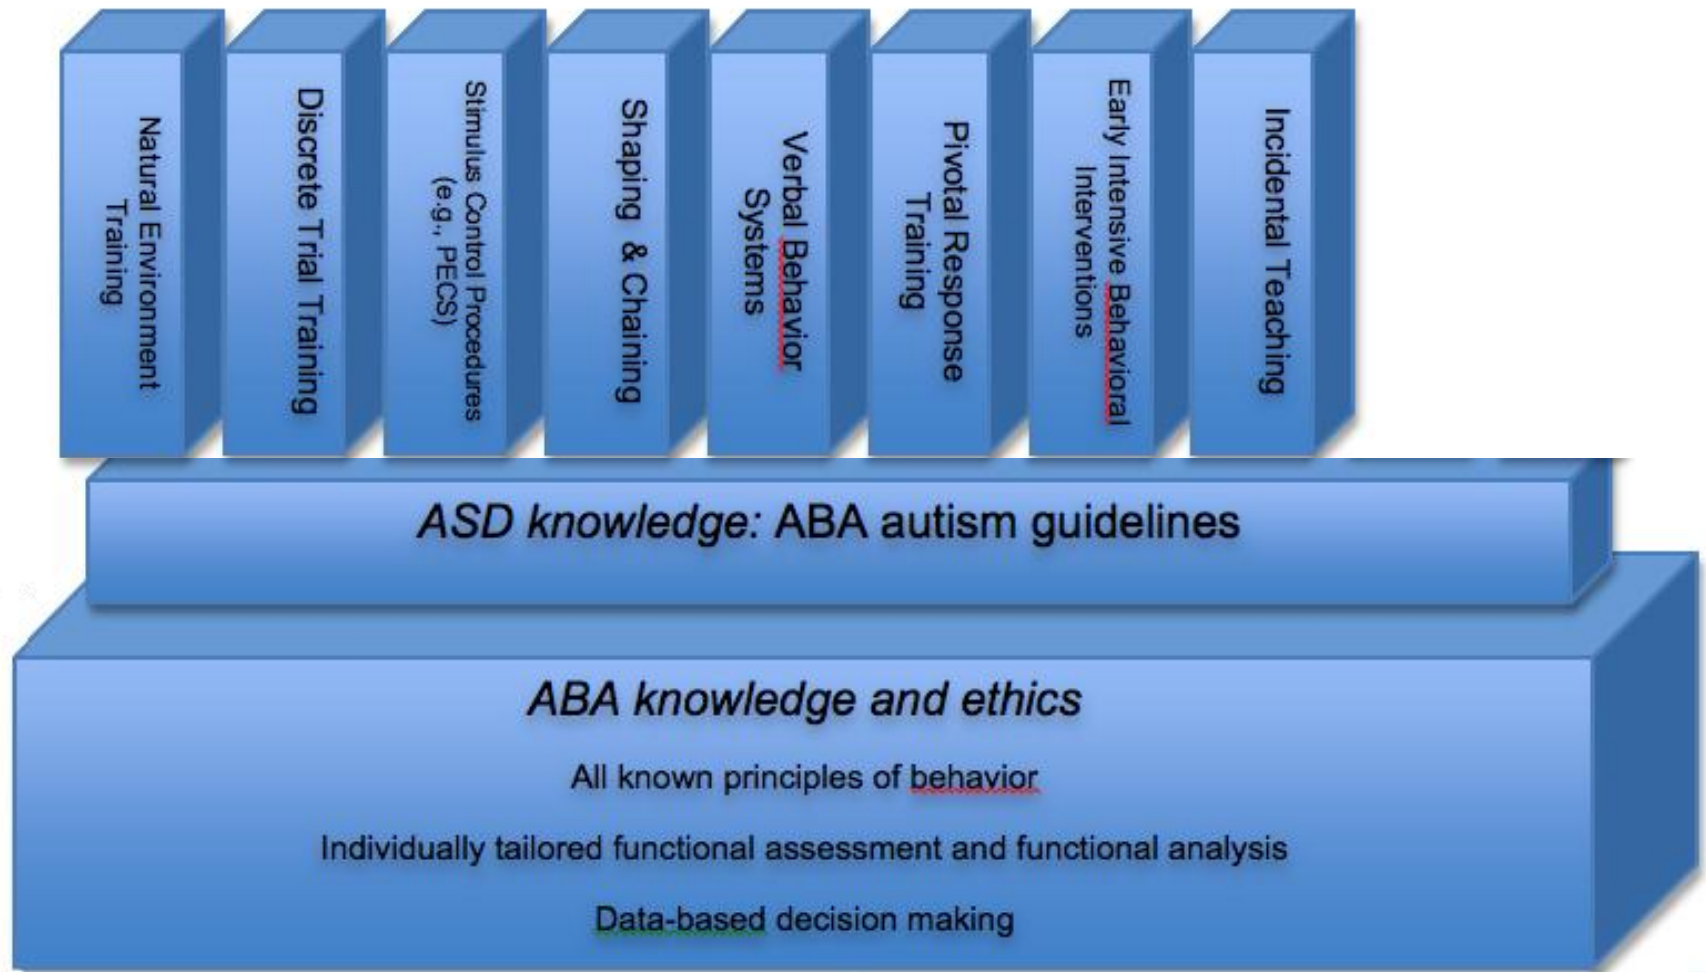 Natural Environment
Training
Discrete Trial Training
Stimulus Control Procedures
(e.g., PECS)
Shaping & Chaining
Verbal Behavior
Systems
Pivotal Response
Training
Early Intensive Behavioral
Interventions
Incidental Teaching
ASD knowledge: ABA autism guidelines
ABA knowledge and ethics
All known principles of behavior
Individually tailored functional assessment and functional analysis
Data-based decision making